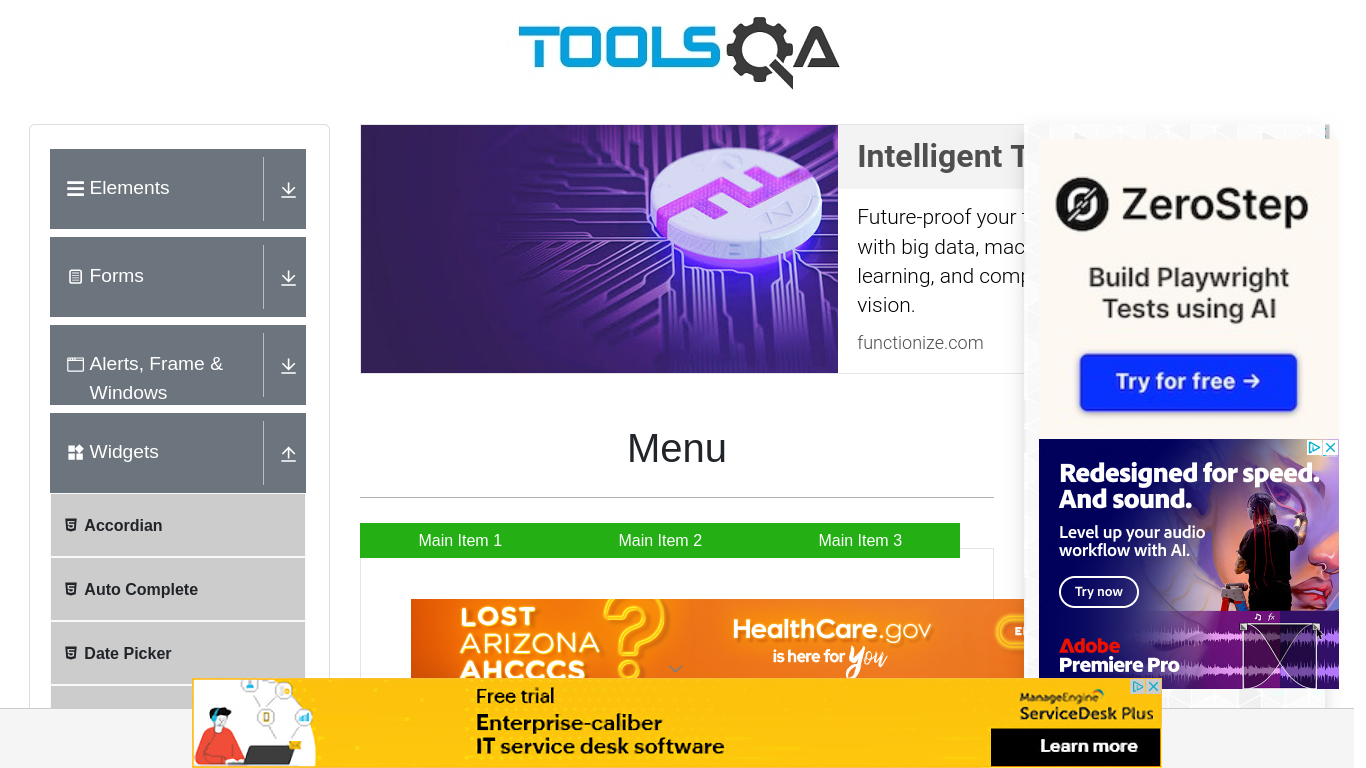 TOOLSQA
Elements
Forms
Alerts, Frame &
Windows
Widgets
Accordian
Auto Complete
Date Picker
Intelligent T
Future-proof your
with big data, mac
learning, and comp
vision.
functionize.com
Menu
Main Item 1
Main Item 2
Main Item 3
LOST
ARIZONA
AHCCCS
?
HealthCare.gov
is here for you
ZeroStep
Build Playwright
Tests using AI
Try for free →
Redesigned for speed.
And sound.
Level up your audio
workflow with AI.
Try now
fx
Adobe
Premiere Pro
Free trial
Enterprise-caliber
IT service desk software
ManageEngine
ServiceDesk Plus
Learn more